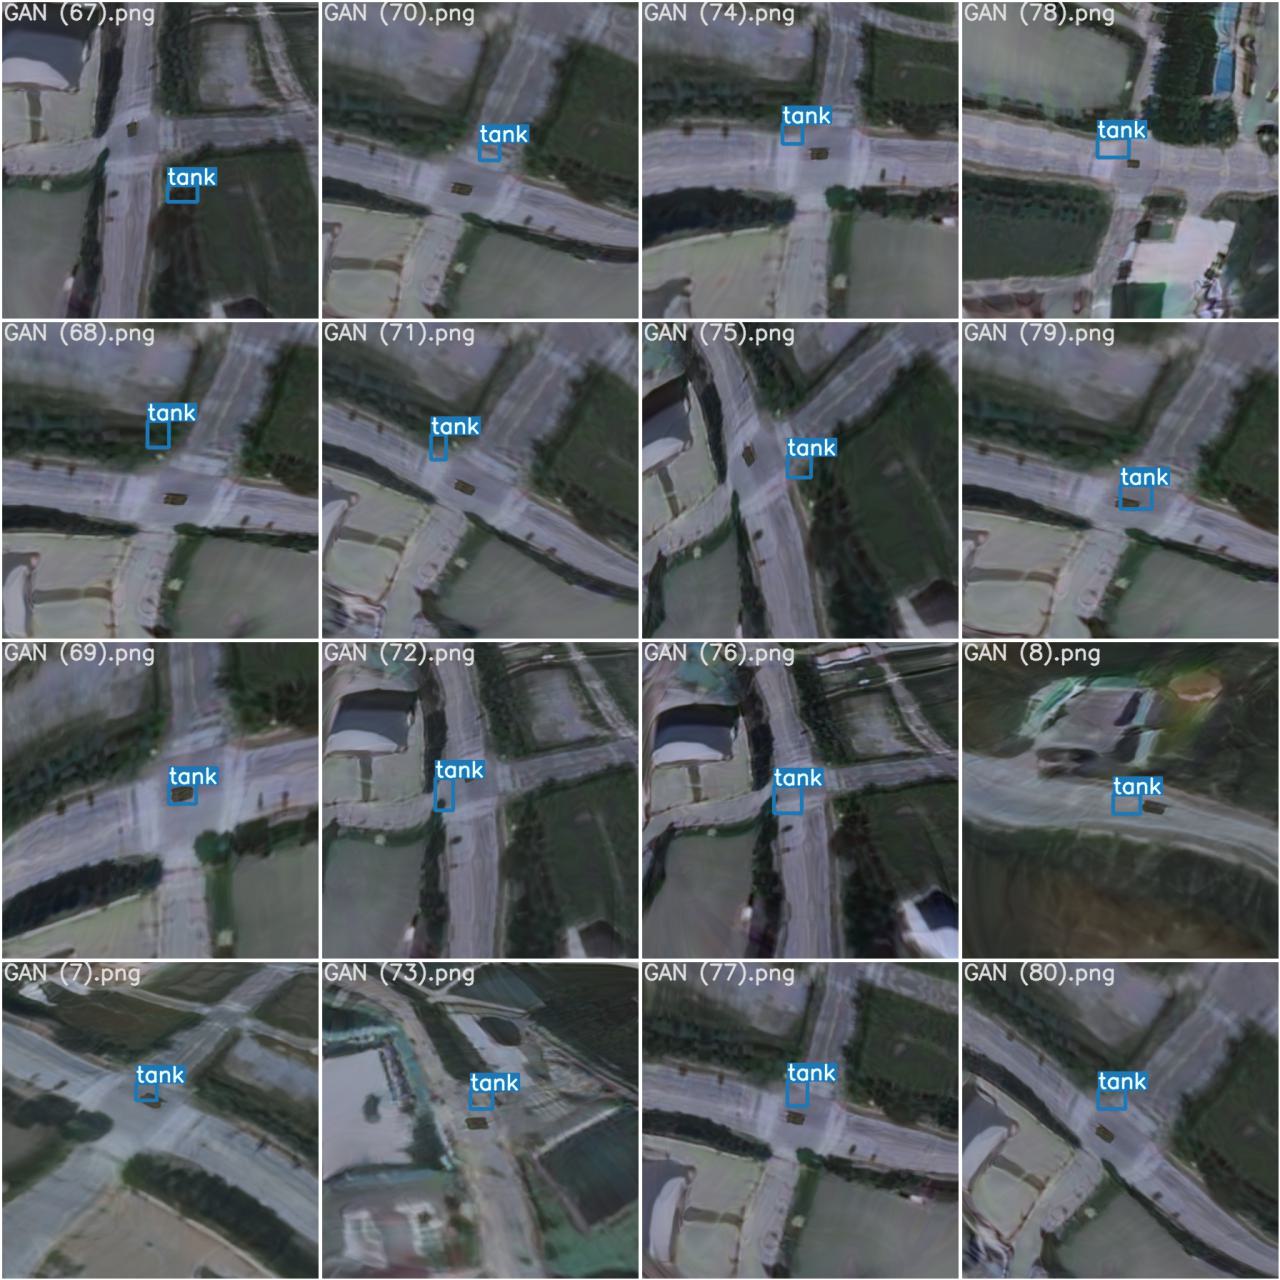 GAN (67).png
tank
GAN (70).png
tank
GAN (74).png
tank
GAN (78).png
tank
GAN (68).png
tank
GAN (71).png
tank
GAN (75).png
tank
GAN (79).png
tank
GAN (69).png
tank
GAN (72).png
tank
GAN (76).png
tank
GAN (8).png
tank
GAN (7).png
tank
GAN (73).png
tank
GAN (77).png
tank
GAN (80).png
tank